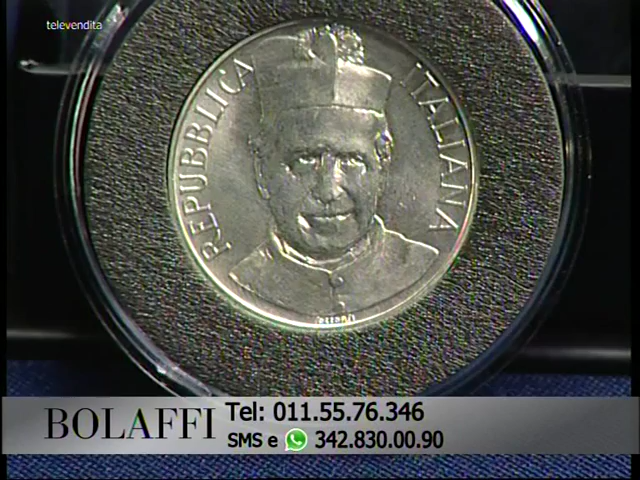 televendita
REPUBBLICA
ITALIANA
BOLAFFI
Tel: 011.55.76.346
SMS e 342.830.00.90